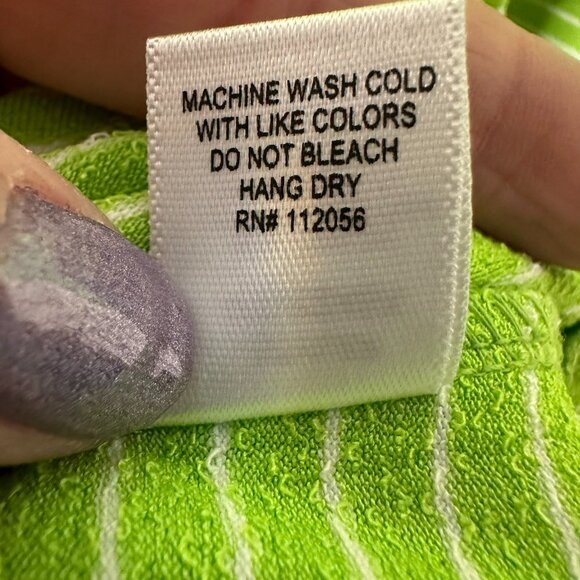 MACHINE WASH COLD
WITH LIKE COLORS
DO NOT BLEACH
HANG DRY
RN# 112056